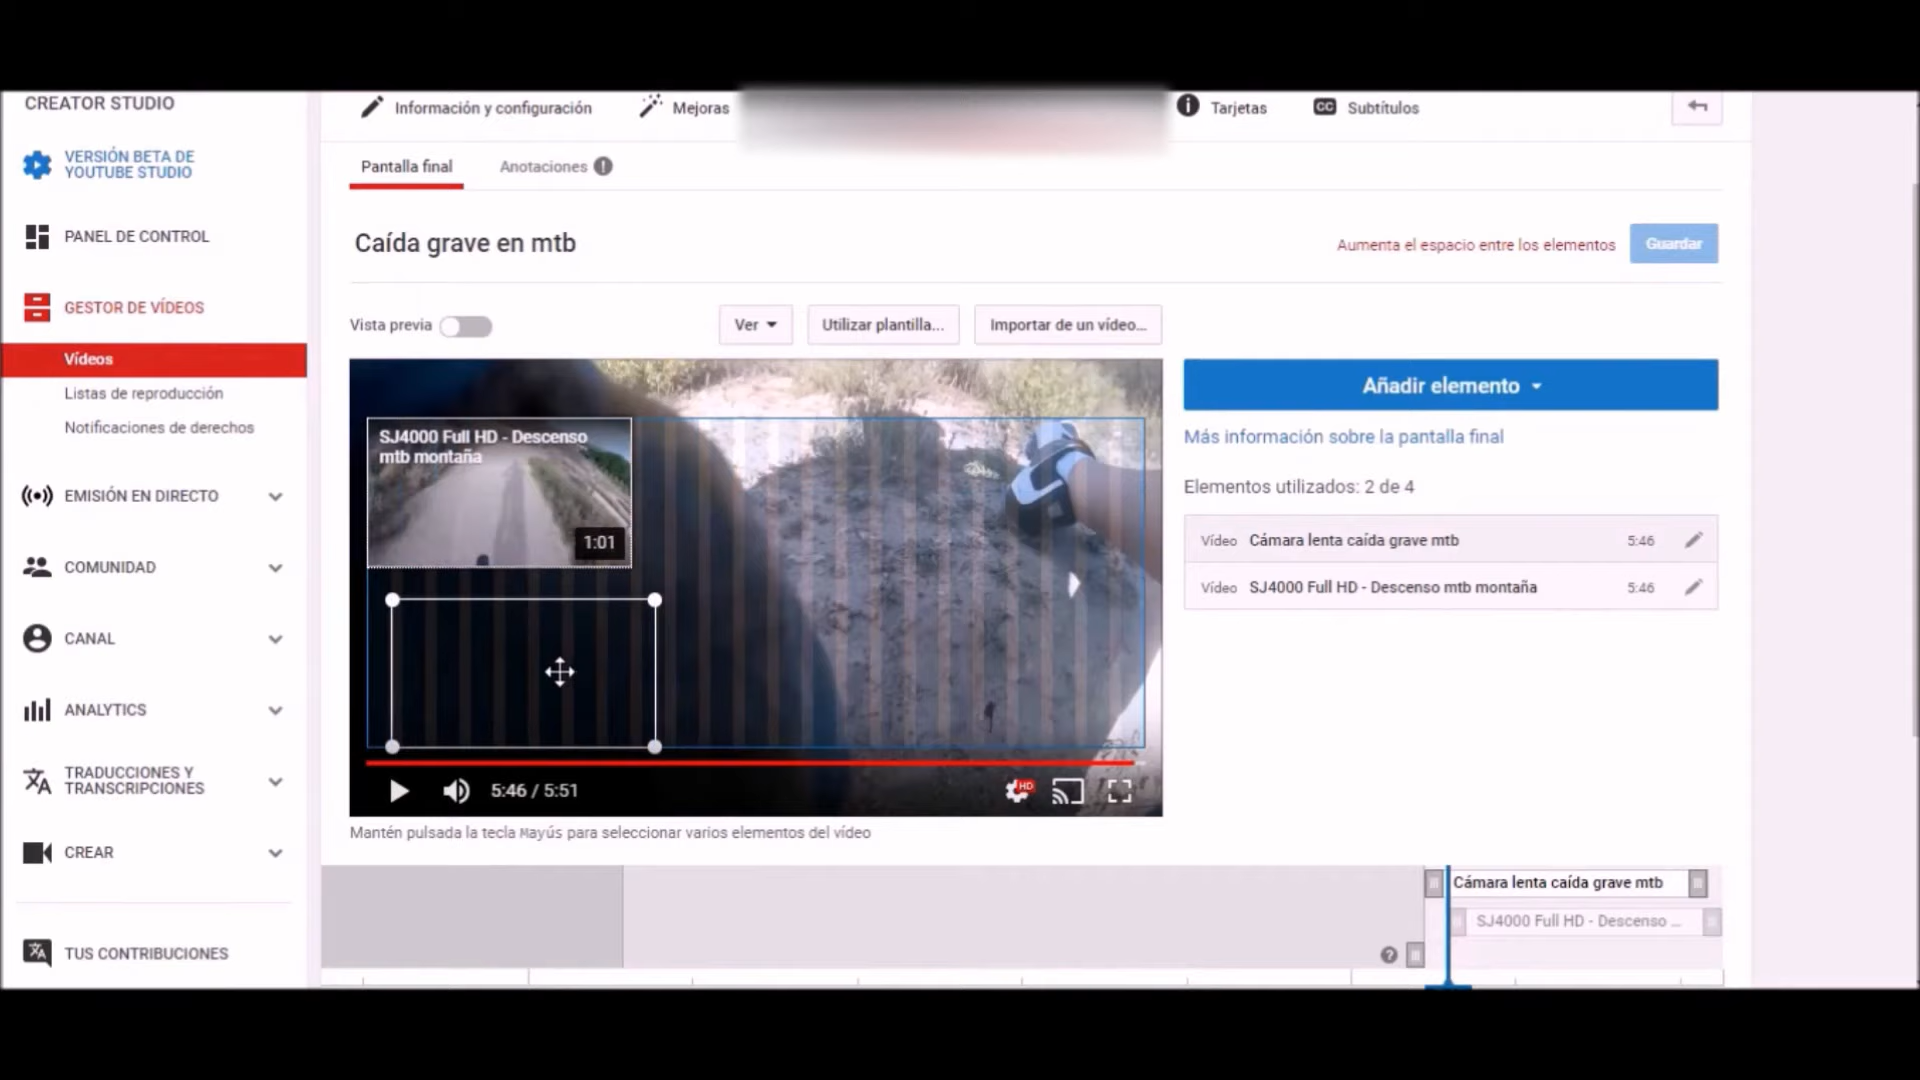 CREATOR STUDIO
Información y configuración
Mejoras
Tarjetas
CC
Subtítulos
VERSIÓN BETA DE
YOUTUBE STUDIO
Pantalla final
Anotaciones
PANEL DE CONTROL
Caída grave en mtb
Aumenta el espacio entre los elementos
Guardar
GESTOR DE VÍDEOS
Vídeos
Listas de reproducción
Notificaciones de derechos
Vista previa
Ver
Utilizar plantilla...
Importar de un vídeo...
SJ4000 Full HD - Descenso
mtb montaña
1:01
Añadir elemento
Más información sobre la pantalla final
Elementos utilizados: 2 de 4
Vídeo Cámara lenta caída grave mtb 5:46
Vídeo SJ4000 Full HD - Descenso mtb montaña 5:46
EMISIÓN EN DIRECTO
COMUNIDAD
CANAL
ANALYTICS
TRADUCCIONES Y
TRANSCRIPCIONES
CREAR
TUS CONTRIBUCIONES
5:46 / 5:51
HD
Mantén pulsada la tecla Mayús para seleccionar varios elementos del vídeo
Cámara lenta caída grave mtb
SJ4000 Full HD - Descenso ...